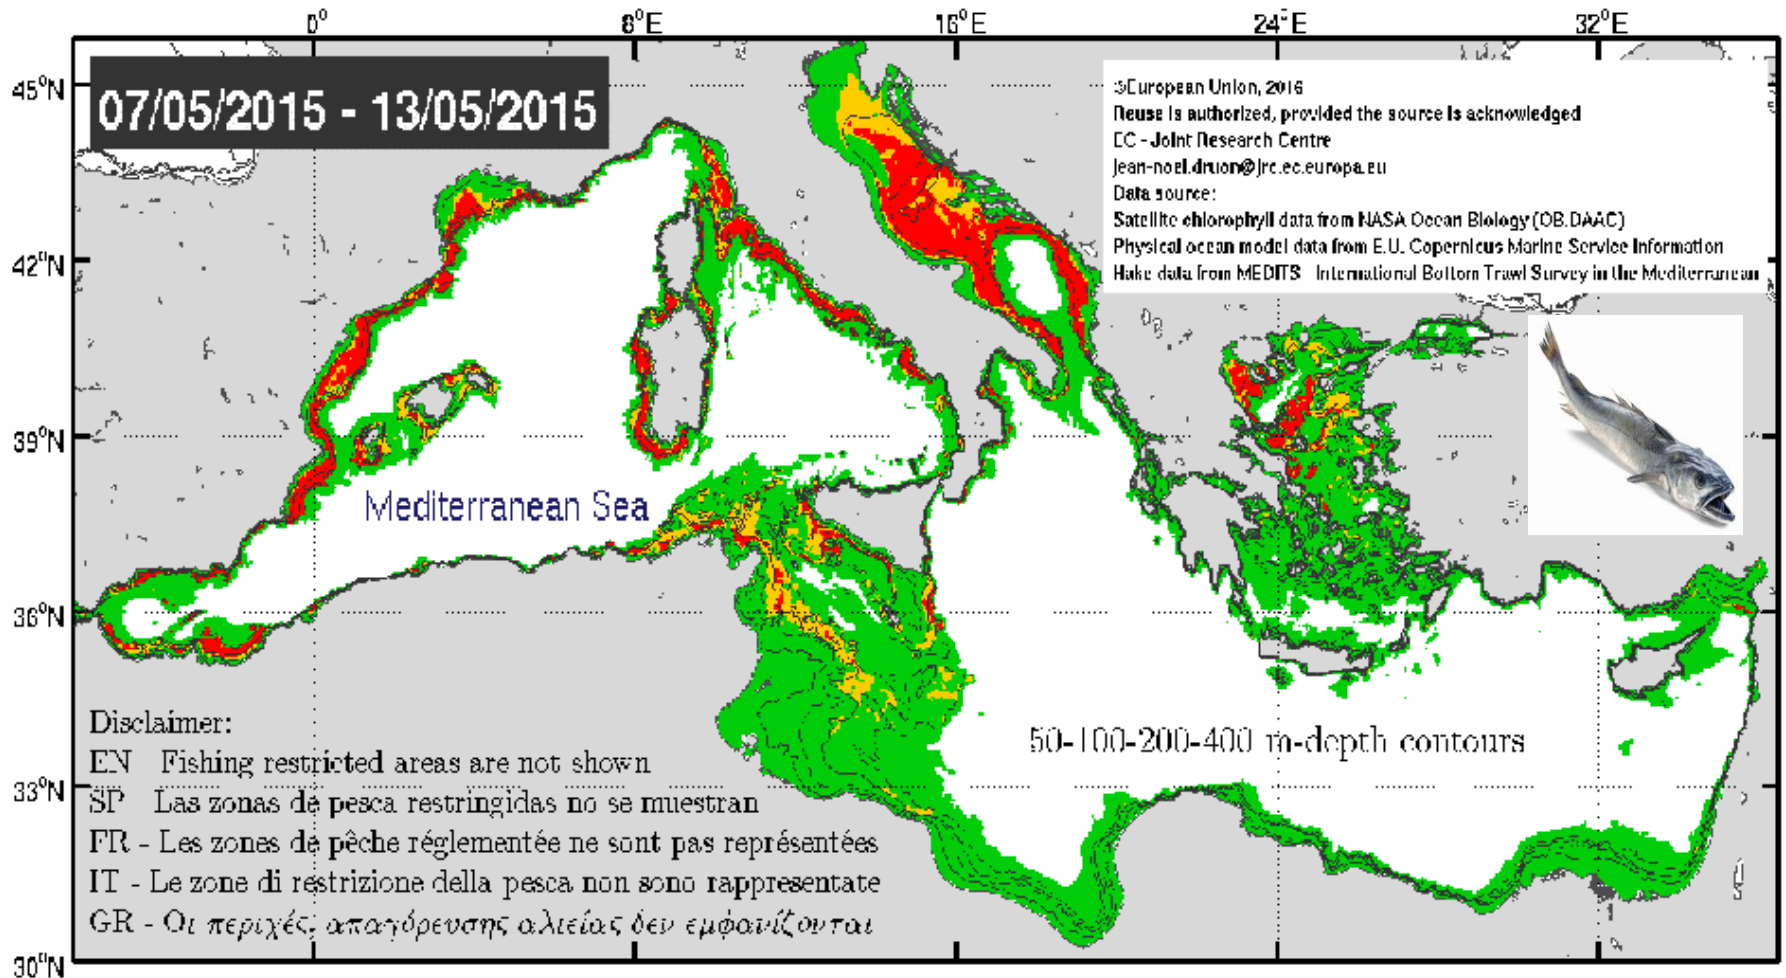 0° 8°E 16°E 24°E 32°E
45°N
42°N
39°N
36°N
33°N
30°N
07/05/2015 - 13/05/2015
©European Union, 2016
Reuse is authorized, provided the source is acknowledged
EC - Joint Research Centre
jean-noel.druon@jrc.ec.europa.eu
Data source:
Satellite chlorophyll data from NASA Ocean Biology (OB.DAAC)
Physical ocean model data from E.U. Copernicus Marine Service Information
Hake data from MEDITS - International Bottom Trawl Survey in the Mediterranean
Mediterranean Sea
50-100-200-400 m-depth contours
Disclaimer:
EN - Fishing restricted areas are not shown
SP - Las zonas de pesca restringidas no se muestran
FR - Les zones de pêche réglementée ne sont pas représentées
IT - Le zone di restrizione della pesca non sono rappresentate
GR - Οι περιχές, απαγόρευσης αλιείας δεν εμφανίζονται